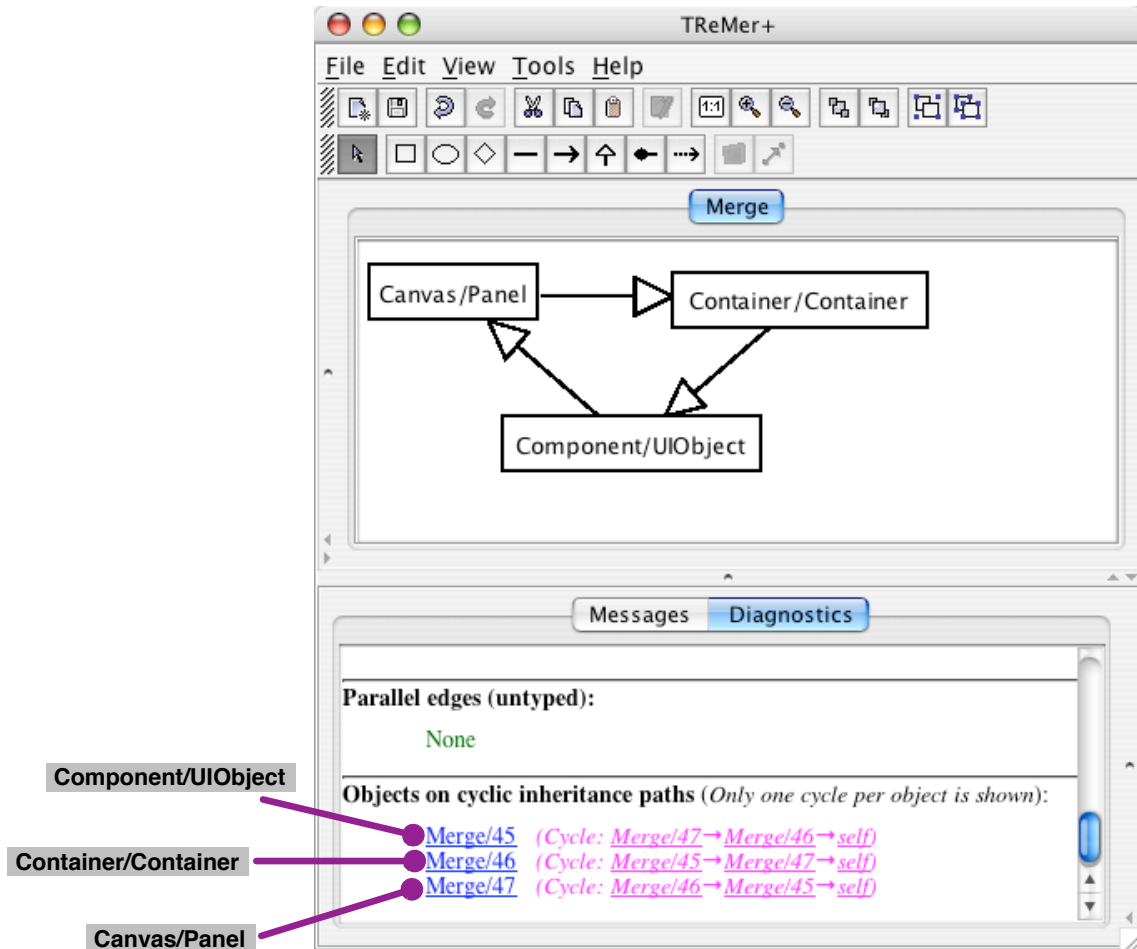 TReMer+
File Edit View Tools Help
1:1
Merge
Canvas/Panel
Container/Container
Component/UIObject
Messages Diagnostics
Parallel edges (untyped):
None
Objects on cyclic inheritance paths (Only one cycle per object is shown):
Component/UIObject
Merge/45 (Cycle: Merge/47→Merge/46→self)
Container/Container
Merge/46 (Cycle: Merge/45→Merge/47→self)
Canvas/Panel
Merge/47 (Cycle: Merge/46→Merge/45→self)